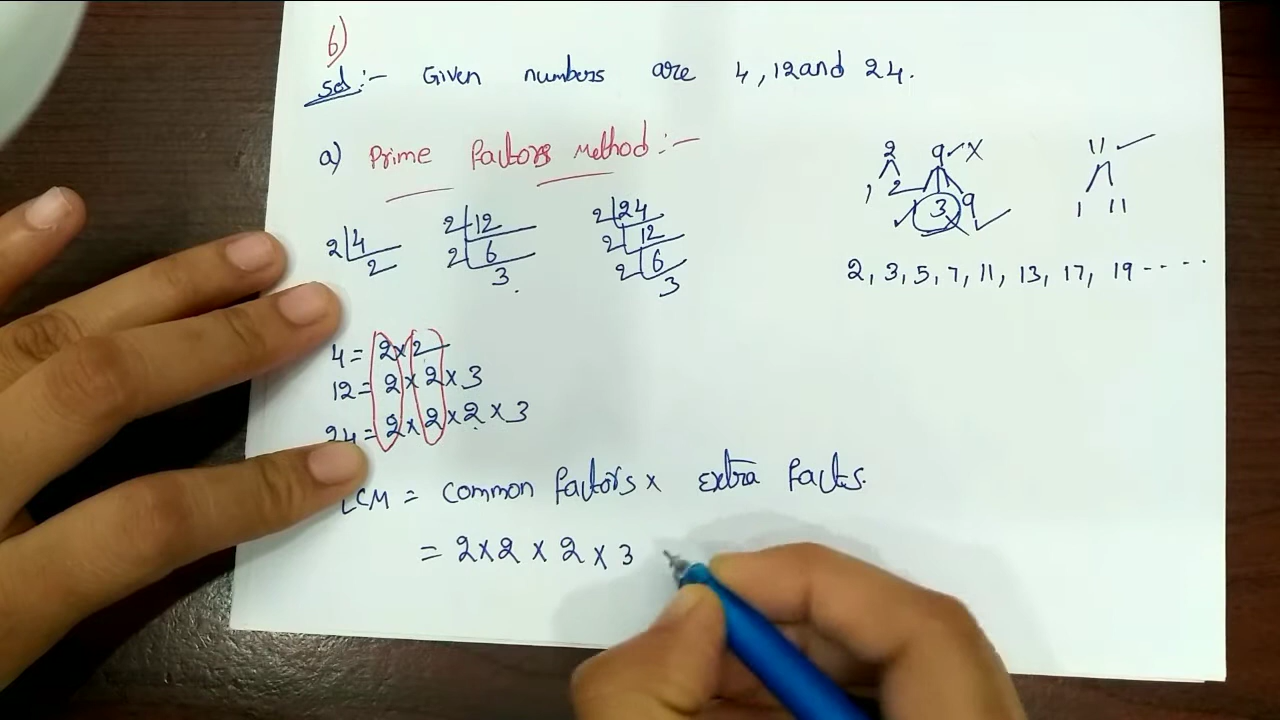 6)
Sol:- Given numbers are 4, 12 and 24.
a) Prime Factors Method:-
2 9 ✓ X 11 ✓
1 2 3 9 1 11
2, 3, 5, 7, 11, 13, 17, 19 - - - -
2 4 2 12 2 24
2 2 6 2 12
3 2 6
3
4 = 2 x 2
12 = 2 x 2 x 3
24 = 2 x 2 x 2 x 3
LCM = Common factors x extra facts.
= 2 x 2 x 2 x 3